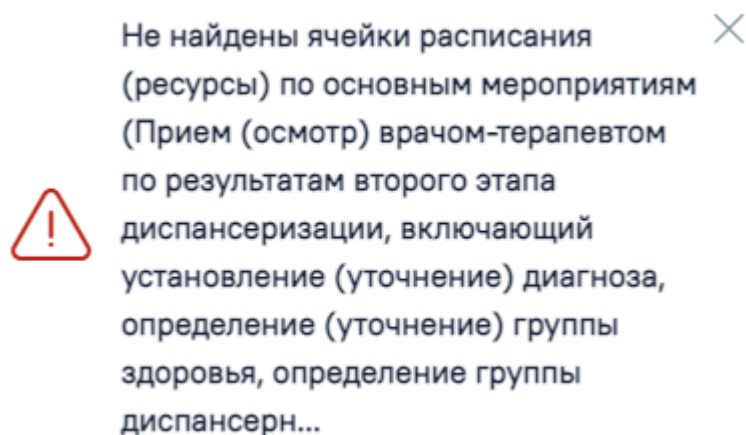 Не найдены ячейки расписания
(ресурсы) по основным мероприятиям
(Прием (осмотр) врачом-терапевтом
по результатам второго этапа
диспансеризации, включающий
установление (уточнение) диагноза,
определение (уточнение) группы
здоровья, определение группы
диспансерн...